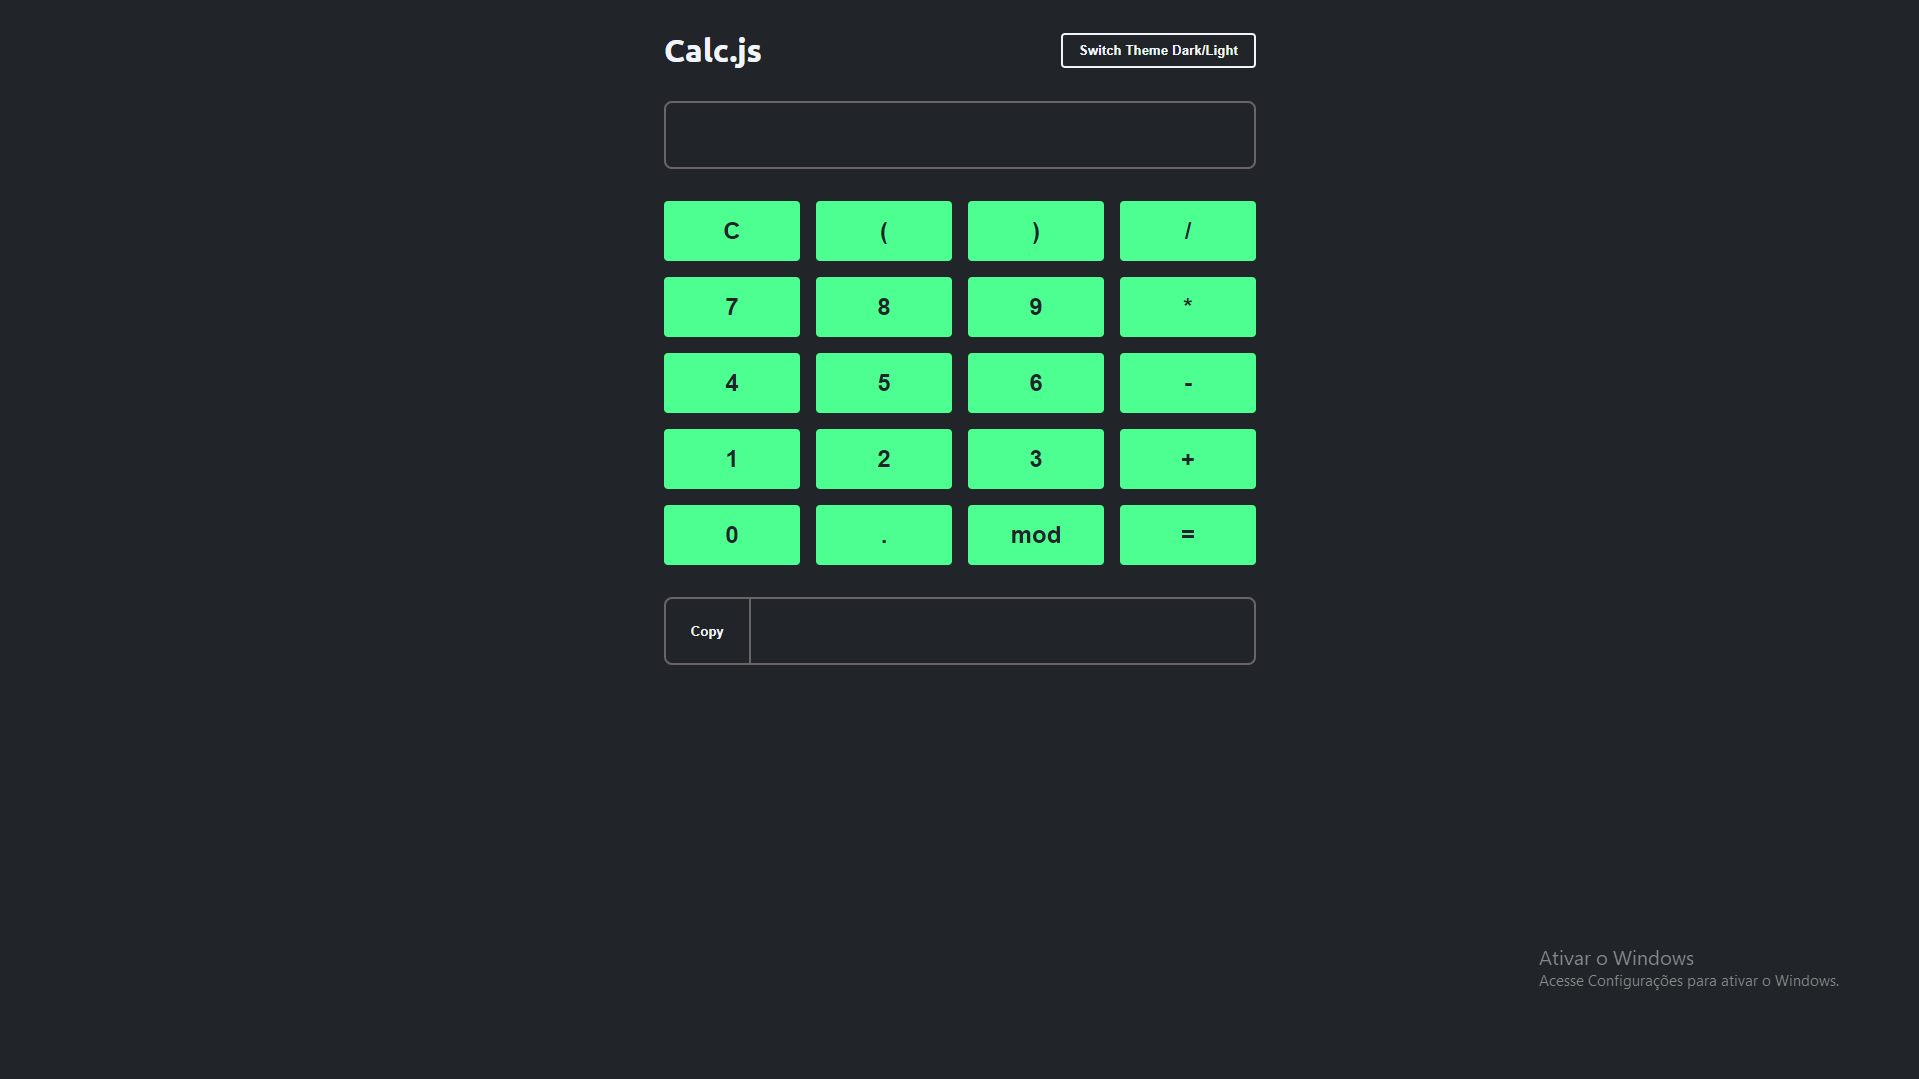 Calc.js
Switch Theme Dark/Light
C ( ) /
7 8 9 *
4 5 6 -
1 2 3 +
0 . mod =
Copy
Ativar o Windows
Acesse Configurações para ativar o Windows.